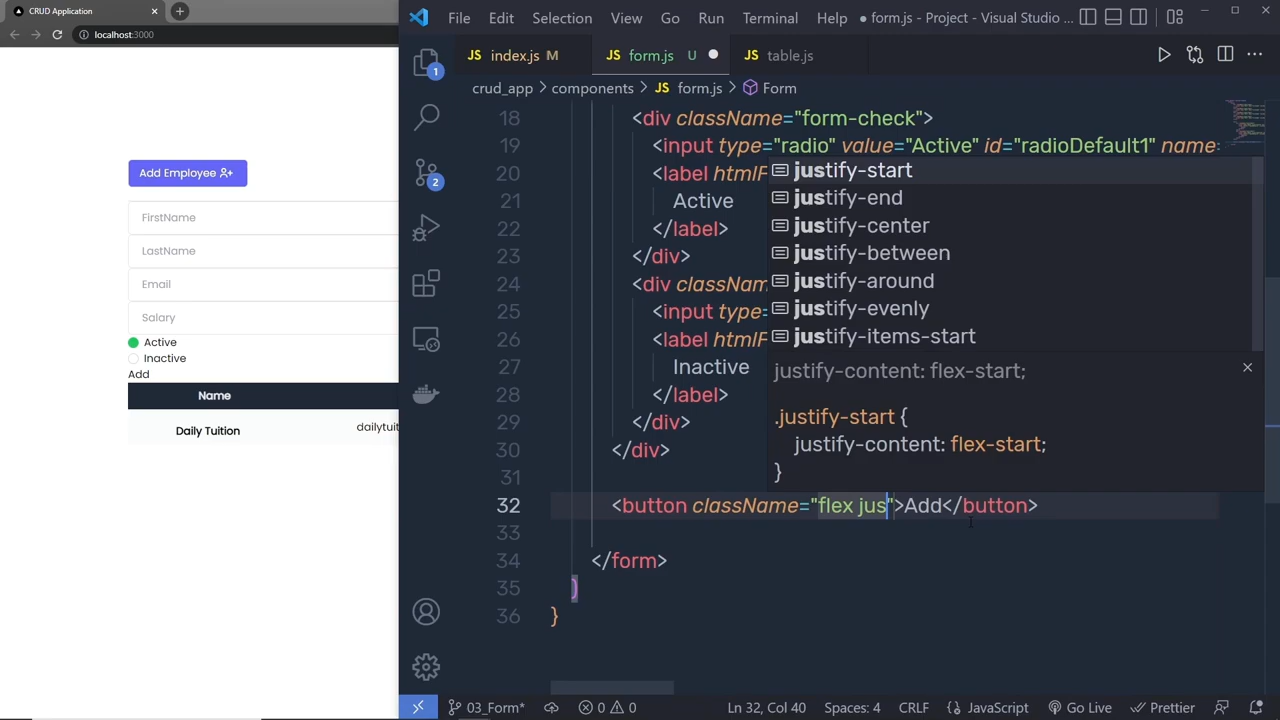 CRUD Application
localhost:3000
Add Employee
FirstName
LastName
Email
Salary
Active
Inactive
Add
Name
Daily Tuition
dailytuit
File Edit Selection View Go Run Terminal Help
● form.js - Project - Visual Studio ...
JS index.js M
JS form.js U
JS table.js
crud_app > components > JS form.js > Form
18 <div className="form-check">
19 <input type="radio" value="Active" id="radioDefault1" name:
20 <label htmlF
21 Active
22 </label>
23 </div>
24 <div classNam
25 <input type=
26 <label htmlF
27 Inactive
28 </label>
29 </div>
30 </div>
31
32 <button className="flex jus">Add</button>
33
34 </form>
35 )
36 }
justify-start
justify-end
justify-center
justify-between
justify-around
justify-evenly
justify-items-start
justify-content: flex-start;
.justify-start {
justify-content: flex-start;
}
1
2
03_Form*
0 0
Ln 32, Col 40
Spaces: 4
CRLF
JavaScript
Go Live
Prettier